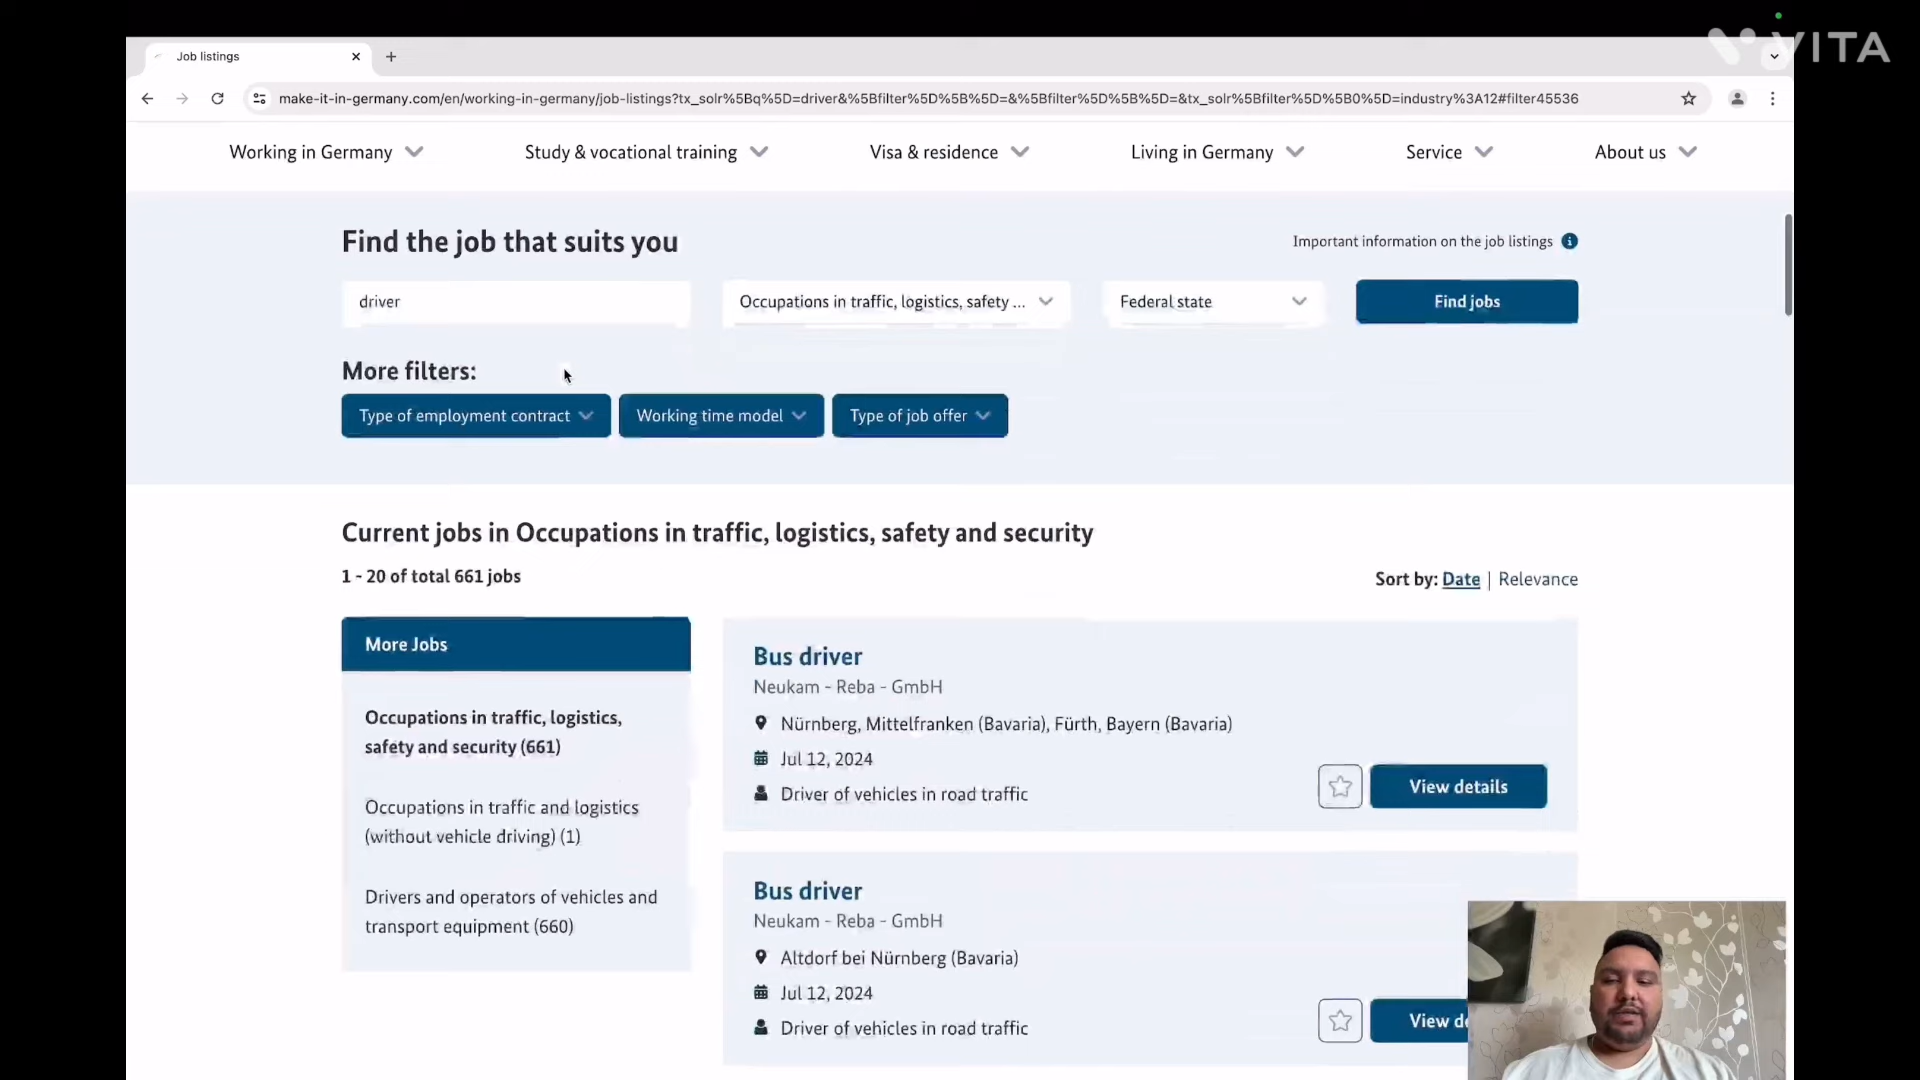 Job listings
VITA
make-it-in-germany.com/en/working-in-germany/job-listings?tx_solr%5Bq%5D=driver&%5Bfilter%5D%5B%5D=&%5Bfilter%5D%5B%5D=&tx_solr%5Bfilter%5D%5B0%5D=industry%3A12#filter45536
Working in Germany Study & vocational training Visa & residence Living in Germany Service About us
Find the job that suits you
Important information on the job listings
driver
Occupations in traffic, logistics, safety ...
Federal state
Find jobs
More filters:
Type of employment contract Working time model Type of job offer
Current jobs in Occupations in traffic, logistics, safety and security
1 - 20 of total 661 jobs
Sort by: Date | Relevance
More Jobs
Occupations in traffic, logistics,
safety and security (661)
Occupations in traffic and logistics
(without vehicle driving) (1)
Drivers and operators of vehicles and
transport equipment (660)
Bus driver
Neukam - Reba - GmbH
Nürnberg, Mittelfranken (Bavaria), Fürth, Bayern (Bavaria)
Jul 12, 2024
Driver of vehicles in road traffic
View details
Bus driver
Neukam - Reba - GmbH
Altdorf bei Nürnberg (Bavaria)
Jul 12, 2024
Driver of vehicles in road traffic
View de